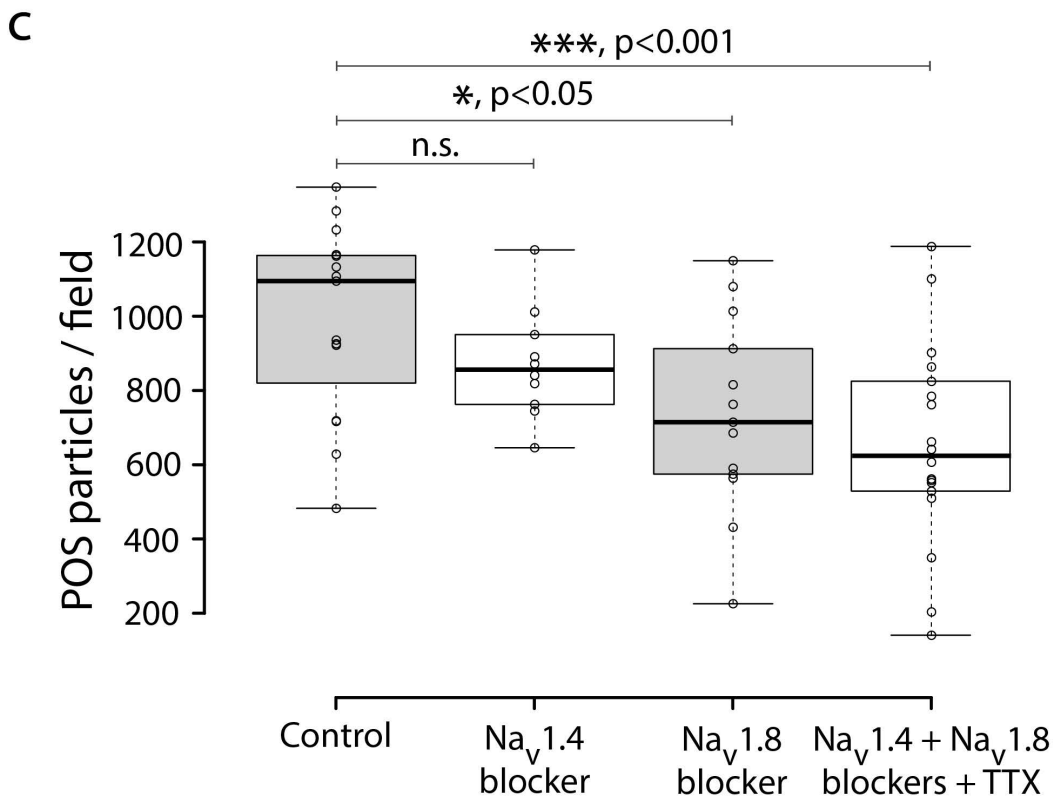 C
***, p<0.001
*, p<0.05
n.s.
POS particles / field
1200
1000
800
600
400
200
Control
Nav1.4
blocker
Nav1.8
blocker
Nav1.4 + Nav1.8
blockers + TTX